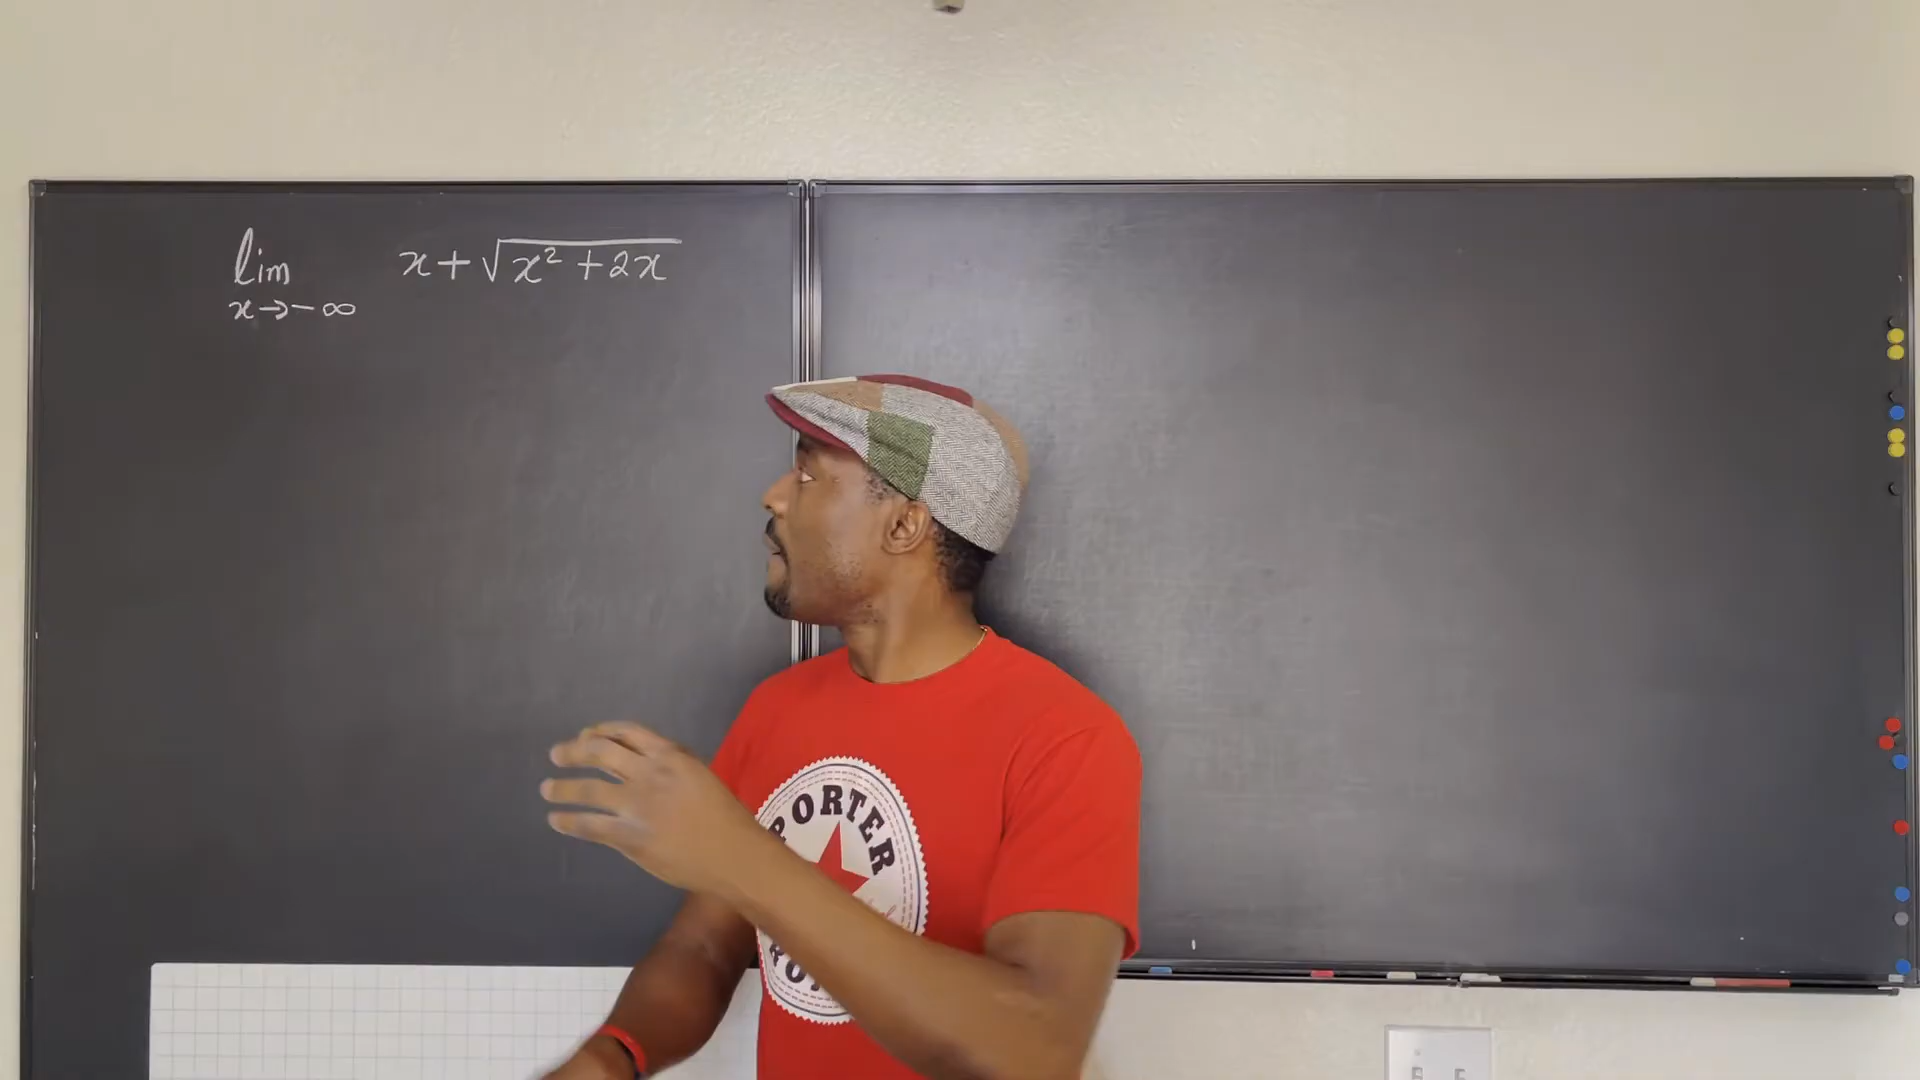 lim x + √(x² + 2x)
x → -∞
PORTER